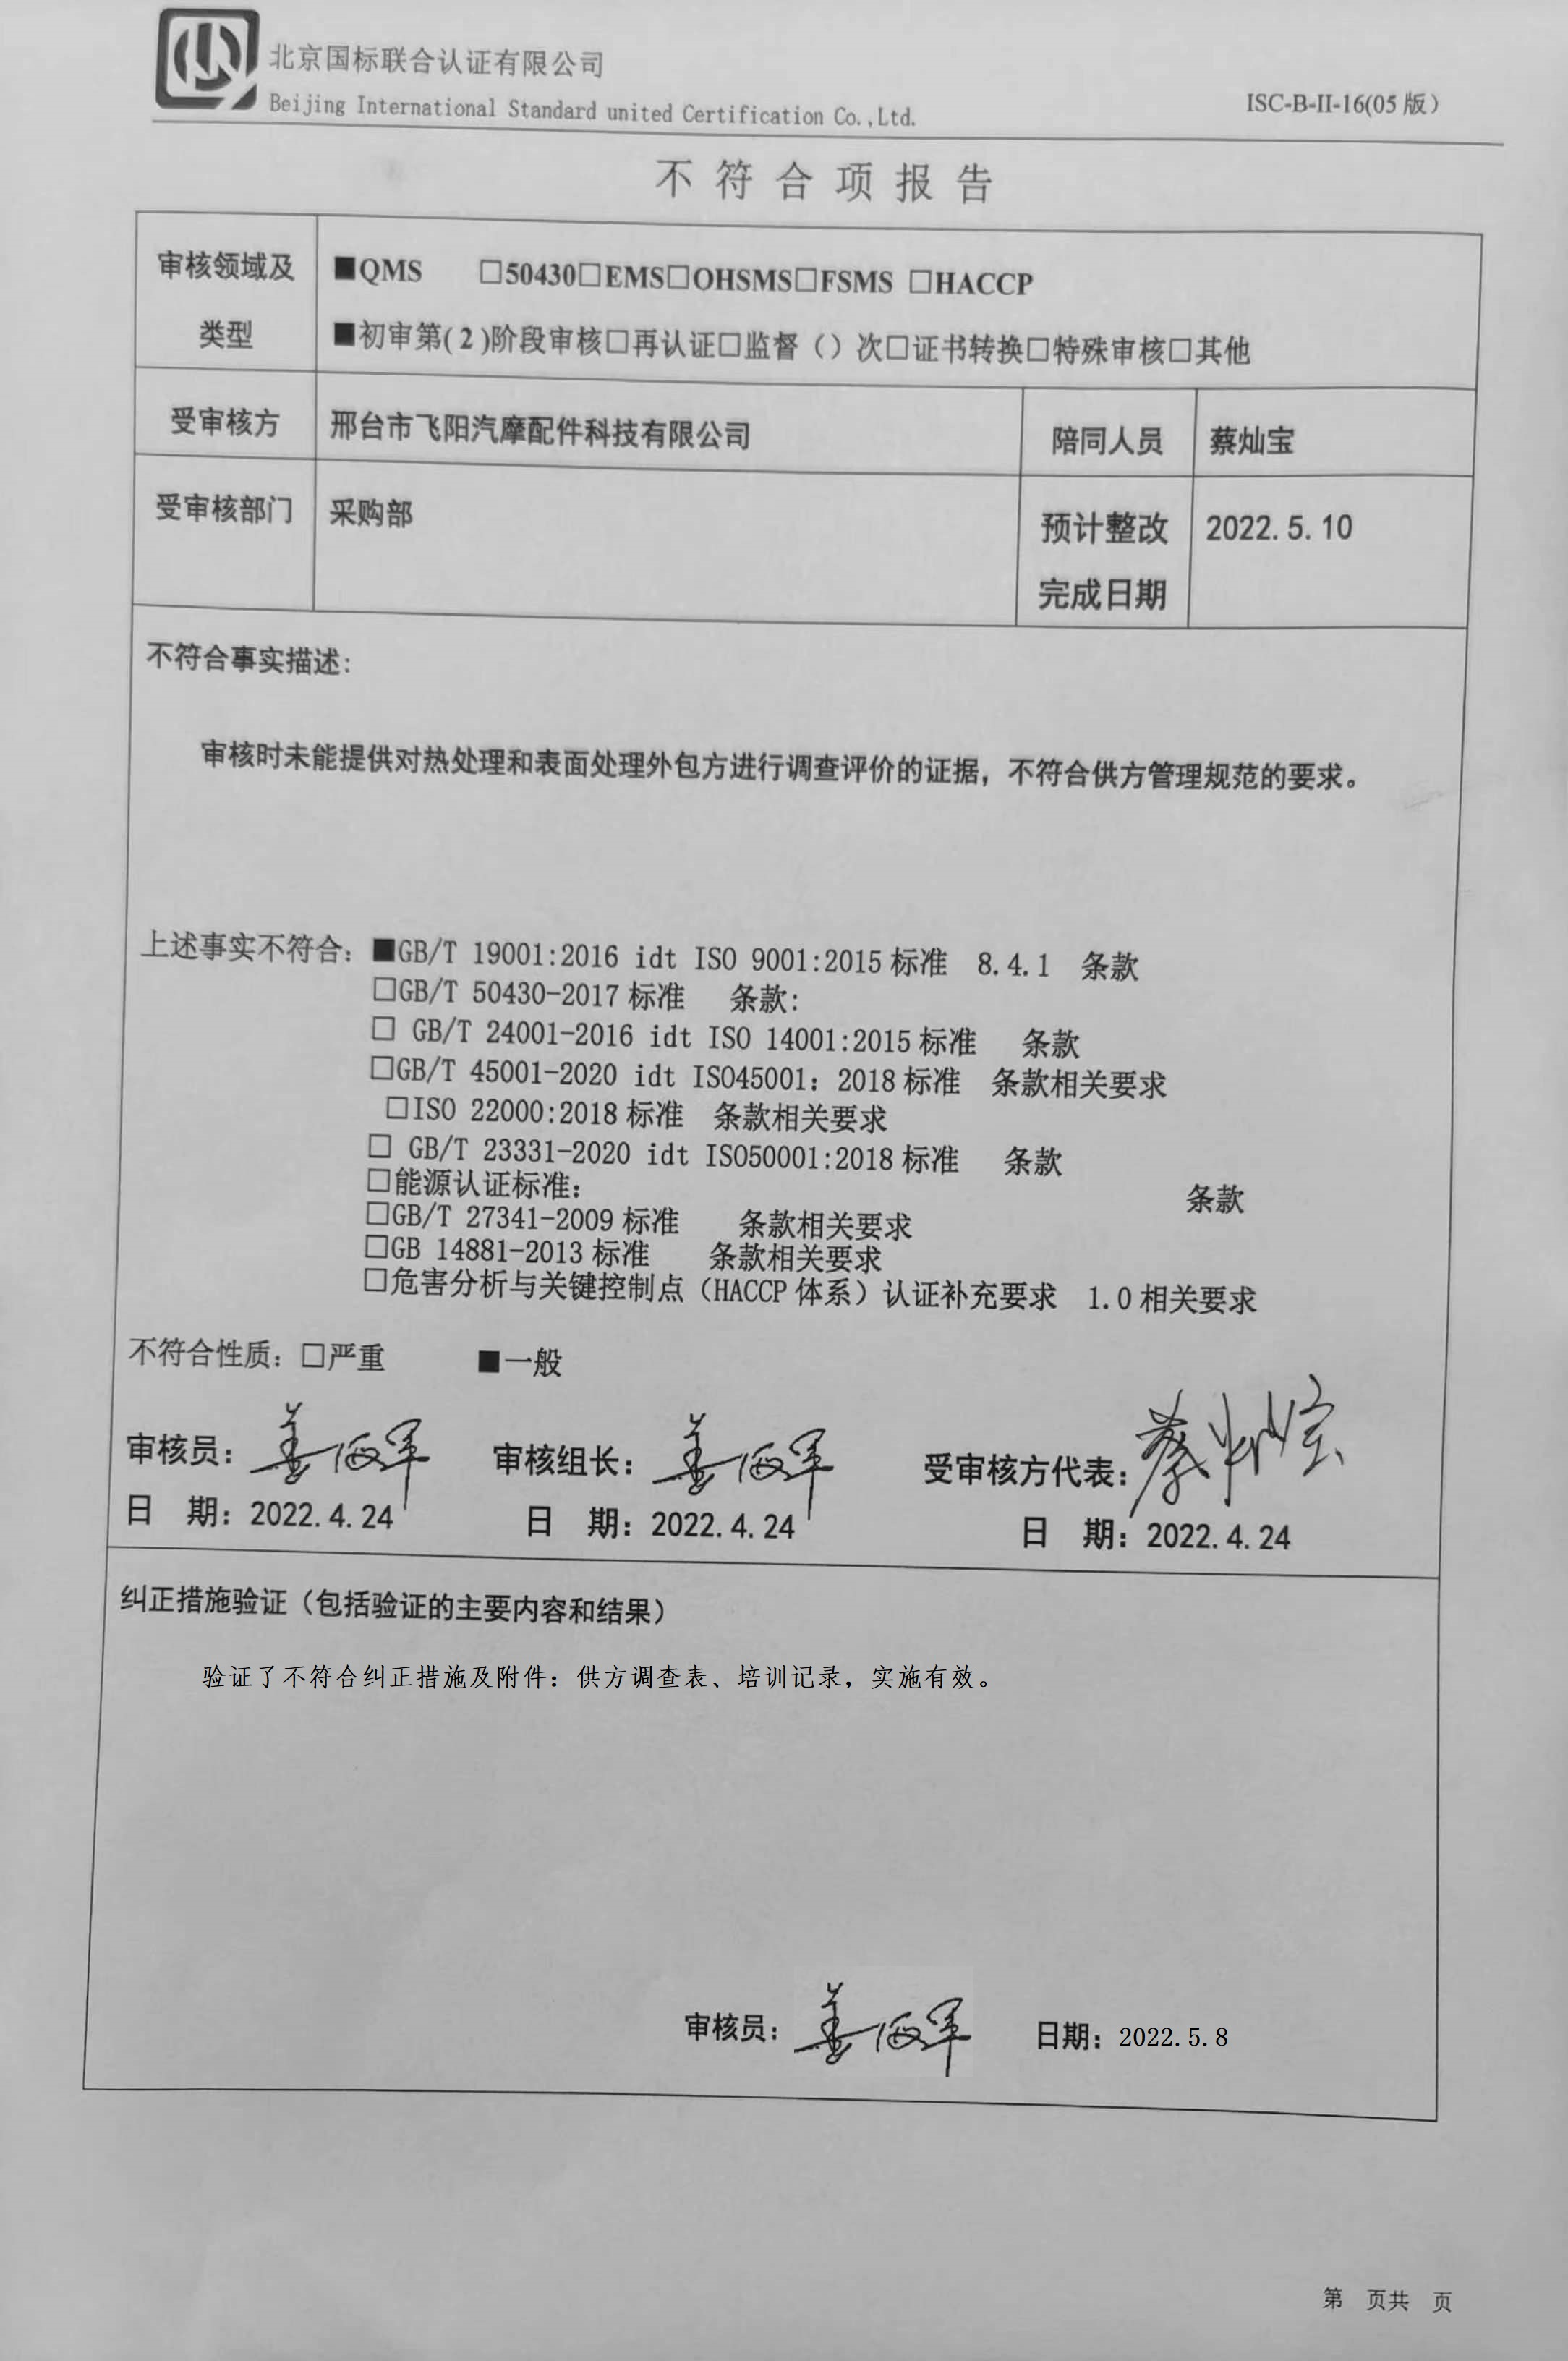 北京国标联合认证有限公司
Beijing International Standard united Certification Co.,Ltd.
ISC-B-II-16(05 版)
不符合项报告
审核领域及类型
■QMS □50430□EMS□OHSMS□FSMS □HACCP
■初审第(2)阶段审核□再认证□监督()次□证书转换□特殊审核□其他
受审核方 邢台市飞阳汽摩配件科技有限公司 陪同人员 蔡灿宝
受审核部门 采购部 预计整改完成日期 2022.5.10
不符合事实描述:
审核时未能提供对热处理和表面处理外包方进行调查评价的证据，不符合供方管理规范的要求。
上述事实不符合: ■GB/T 19001:2016 idt ISO 9001:2015 标准 8.4.1 条款
□GB/T 50430-2017 标准 条款:
□ GB/T 24001-2016 idt ISO 14001:2015 标准 条款
□GB/T 45001-2020 idt ISO45001: 2018 标准 条款相关要求
□ISO 22000:2018 标准 条款相关要求
□ GB/T 23331-2020 idt ISO50001:2018 标准 条款
□能源认证标准: 条款
□GB/T 27341-2009 标准 条款相关要求
□GB 14881-2013 标准 条款相关要求
□危害分析与关键控制点（HACCP 体系）认证补充要求 1.0 相关要求
不符合性质: □严重 ■一般
审核员: 姜海军 审核组长: 姜海军 受审核方代表: 蔡灿宝
日 期: 2022.4.24 日 期: 2022.4.24 日 期: 2022.4.24
纠正措施验证（包括验证的主要内容和结果）
验证了不符合纠正措施及附件：供方调查表、培训记录，实施有效。
审核员: 姜海军 日期: 2022.5.8
第 页共 页